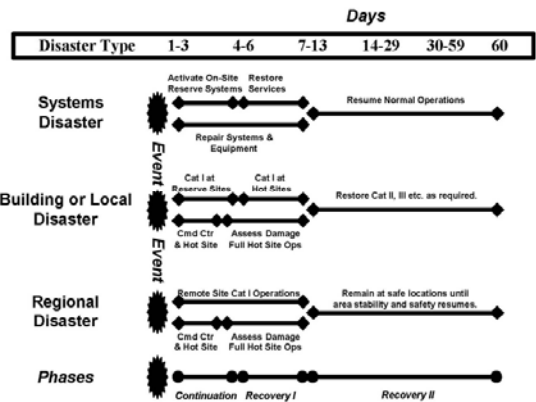 Days
Disaster Type 1-3 4-6 7-13 14-29 30-59 60
Activate On-Site Restore
Reserve Systems Services
Systems
Disaster
Resume Normal Operations
Repair Systems &
Equipment
Event
Cat I at Cat I at
Reserve Sites Hot Sites
Building or Local
Disaster
Restore Cat II, III etc. as required.
Cmd Ctr Assess Damage
& Hot Site Full Hot Site Ops
Event
Remote Site Cat I Operations
Regional
Disaster
Remain at safe locations until
area stability and safety resumes.
Cmd Ctr Assess Damage
& Hot Site Full Hot Site Ops
Phases
Continuation Recovery I Recovery II